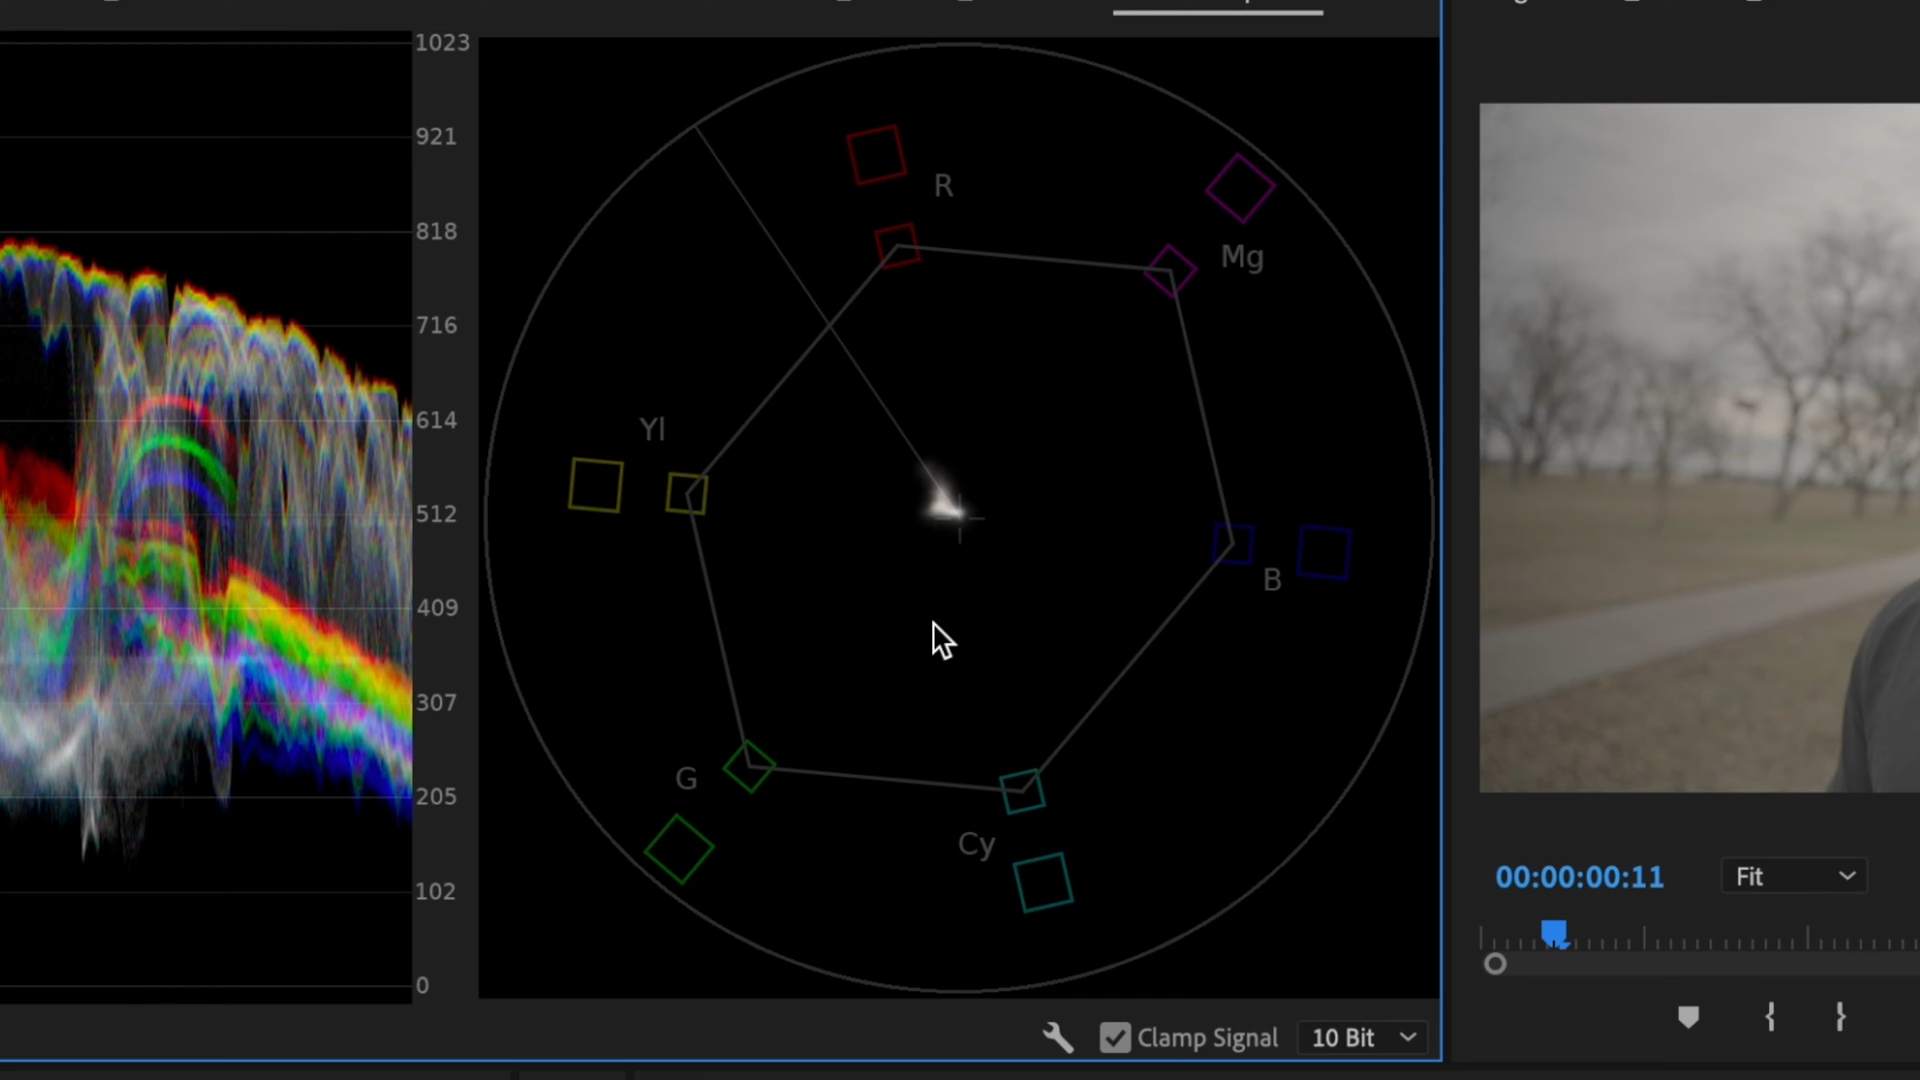 1023
921
818
716
614
512
409
307
205
102
0
R
Mg
Yl
B
G
Cy
Clamp Signal
10 Bit
00:00:00:11
Fit